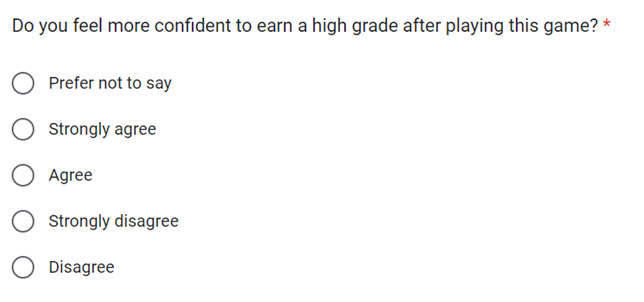 Do you feel more confident to earn a high grade after playing this game? *
Prefer not to say
Strongly agree
Agree
Strongly disagree
Disagree